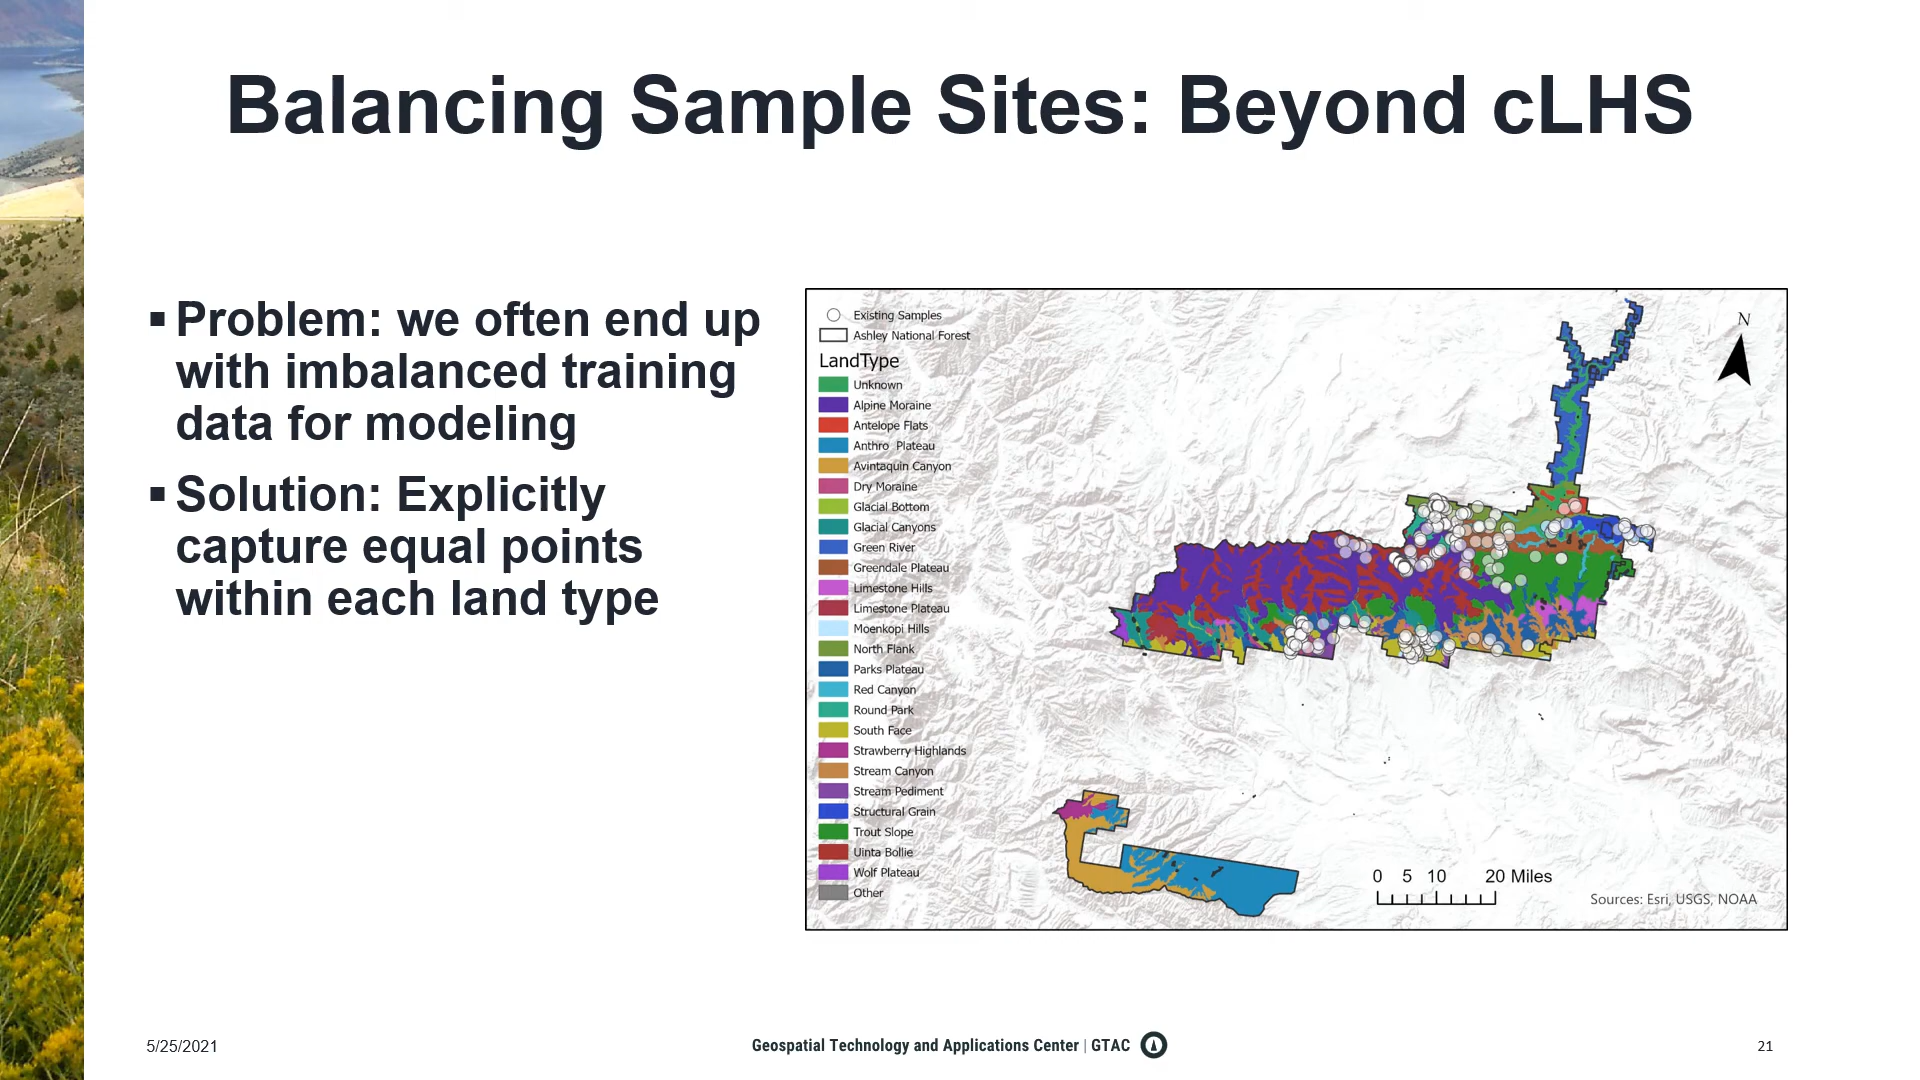 Balancing Sample Sites: Beyond cLHS
▪ Problem: we often end up
with imbalanced training
data for modeling
▪ Solution: Explicitly
capture equal points
within each land type
Existing Samples
Ashley National Forest
LandType
Unknown
Alpine Moraine
Antelope Flats
Anthro Plateau
Avintaquin Canyon
Dry Moraine
Glacial Bottom
Glacial Canyons
Green River
Greendale Plateau
Limestone Hills
Limestone Plateau
Moenkopi Hills
North Flank
Parks Plateau
Red Canyon
Round Park
South Face
Strawberry Highlands
Stream Canyon
Stream Pediment
Structural Grain
Trout Slope
Uinta Bollie
Wolf Plateau
Other
N
0 5 10 20 Miles
Sources: Esri, USGS, NOAA
5/25/2021
Geospatial Technology and Applications Center | GTAC
21